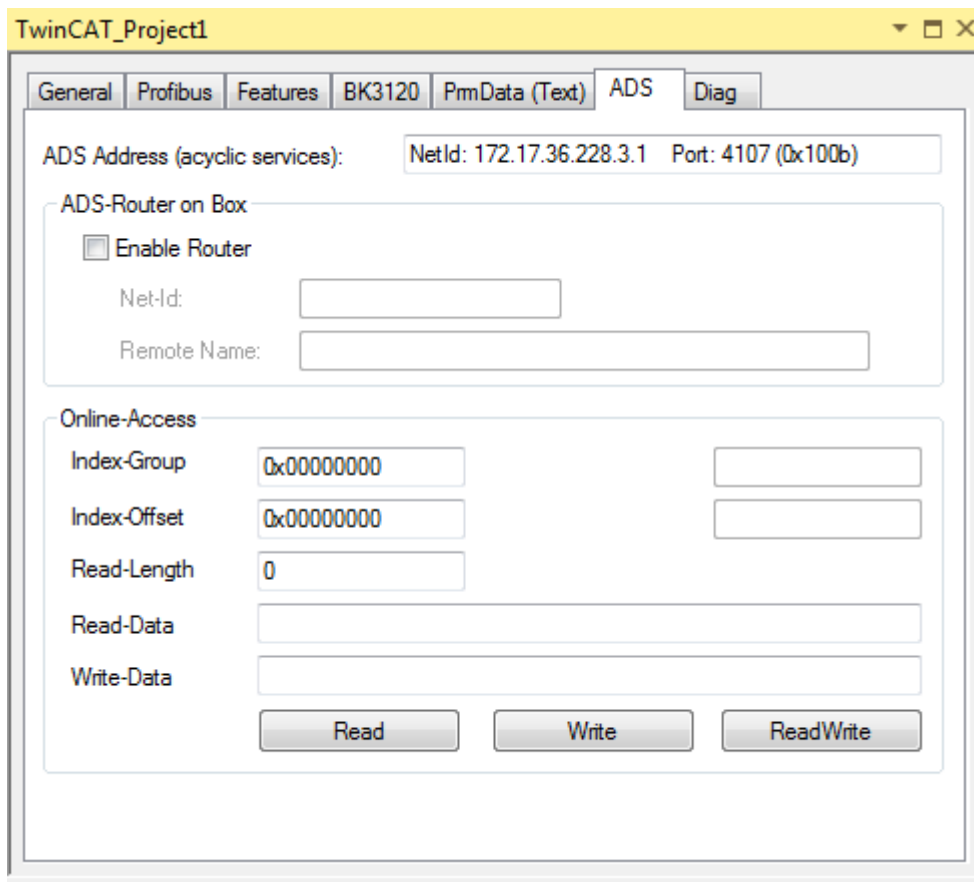 TwinCAT_Project1
General Profibus Features BK3120 PrmData (Text) ADS Diag
ADS Address (acyclic services): NetId: 172.17.36.228.3.1 Port: 4107 (0x100b)
ADS-Router on Box
Enable Router
Net-Id:
Remote Name:
Online-Access
Index-Group 0x00000000
Index-Offset 0x00000000
Read-Length 0
Read-Data
Write-Data
Read Write ReadWrite